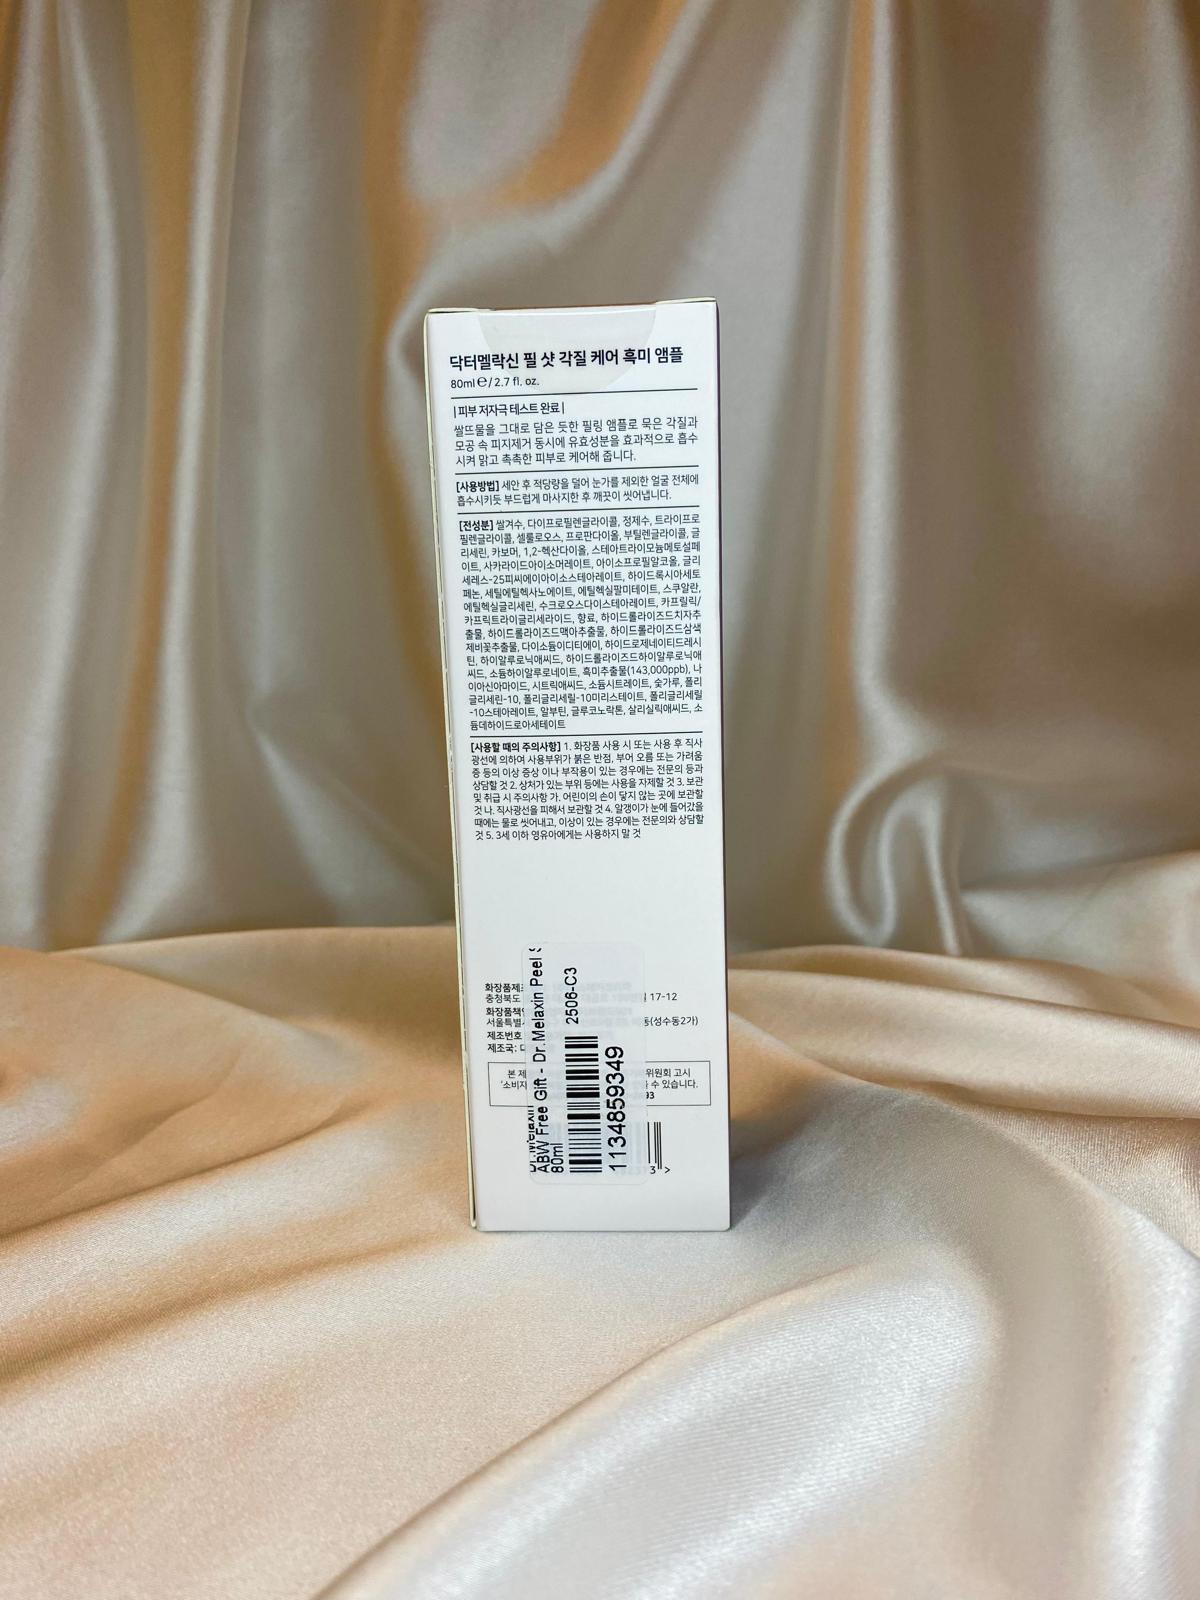 닥터멜락신 필 샷 각질 케어 흑미 앰플
80ml℮/ 2.7 fl. oz.
|피부 저자극 테스트 완료|
쌀뜨물을 그대로 담은 듯한 필링 앰플로 묵은 각질과
모공 속 피지제거 동시에 유효성분을 효과적으로 흡수
시켜 맑고 촉촉한 피부로 케어해 줍니다.
[사용방법] 세안 후 적당량을 덜어 눈가를 제외한 얼굴 전체에
흡수시키듯 부드럽게 마사지한 후 깨끗이 씻어냅니다.
[전성분] 쌀겨수, 다이프로필렌글라이콜, 정제수, 트라이프로
필렌글라이콜, 셀룰로오스, 프로판다이올, 부틸렌글라이콜, 글
리세린, 카보머, 1,2-헥산다이올, 스테아트라이모늄메토설페
이트, 사카라이드아이소머레이트, 아이소프로필알코올, 글리
세레스-25피씨에이아이소스테아레이트, 하이드록시아세토
페논, 세틸에틸헥사노에이트, 에틸헥실팔미테이트, 스쿠알란,
에틸헥실글리세린, 수크로오스다이스테아레이트, 카프릴릭/
카프릭트라이글리세라이드, 향료, 하이드롤라이즈드치자추
출물, 하이드롤라이즈드맥아추출물, 하이드롤라이즈드삼색
제비꽃추출물, 다이소듐이디티에이, 하이드로제네이티드레시
틴, 하이알루로닉애씨드, 하이드롤라이즈드하이알루로닉애
씨드, 소듐하이알루로네이트, 흑미추출물(143,000ppb), 나
이아신아마이드, 시트릭애씨드, 소듐시트레이트, 숯가루, 폴리
글리세린-10, 폴리글리세릴-10미리스테이트, 폴리글리세릴
-10스테아레이트, 알부틴, 글루코노락톤, 살리실릭애씨드, 소
듐데하이드로아세테이트
[사용할 때의 주의사항] 1. 화장품 사용 시 또는 사용 후 직사
광선에 의하여 사용부위가 붉은 반점, 부어 오름 또는 가려움
증 등의 이상 증상 이나 부작용이 있는 경우에는 전문의 등과
상담할 것 2. 상처가 있는 부위 등에는 사용을 자제할 것 3. 보관
및 취급 시 주의사항 가. 어린이의 손이 닿지 않는 곳에 보관할
것 나. 직사광선을 피해서 보관할 것 4. 알갱이가 눈에 들어갔을
때에는 물로 씻어내고, 이상이 있는 경우에는 전문의와 상담할
것 5. 3세 이하 영유아에게는 사용하지 말 것
화장품제조
충청북도 17-12
화장품책임
서울특별시 동(성수동2가)
제조번호
제조국:
본 제 위원회 고시
'소비자 수 있습니다.
93
Dr.Melaxin
ABW Free Gift - Dr.Melaxin Peel S
80ml
2506-C3
1134859349
3 >